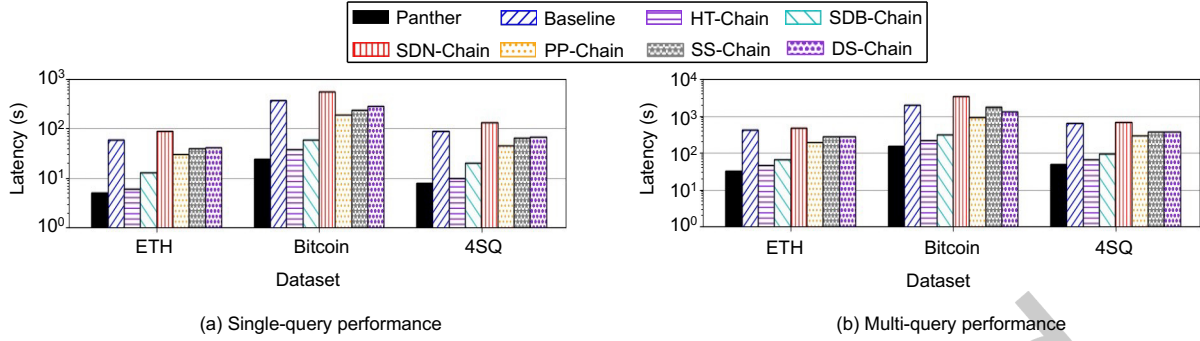 Panther Baseline HT-Chain SDB-Chain
SDN-Chain PP-Chain SS-Chain DS-Chain
Latency (s)
10³
10²
10¹
10⁰
ETH Bitcoin 4SQ
Dataset
(a) Single-query performance
Latency (s)
10⁴
10³
10²
10¹
10⁰
ETH Bitcoin 4SQ
Dataset
(b) Multi-query performance